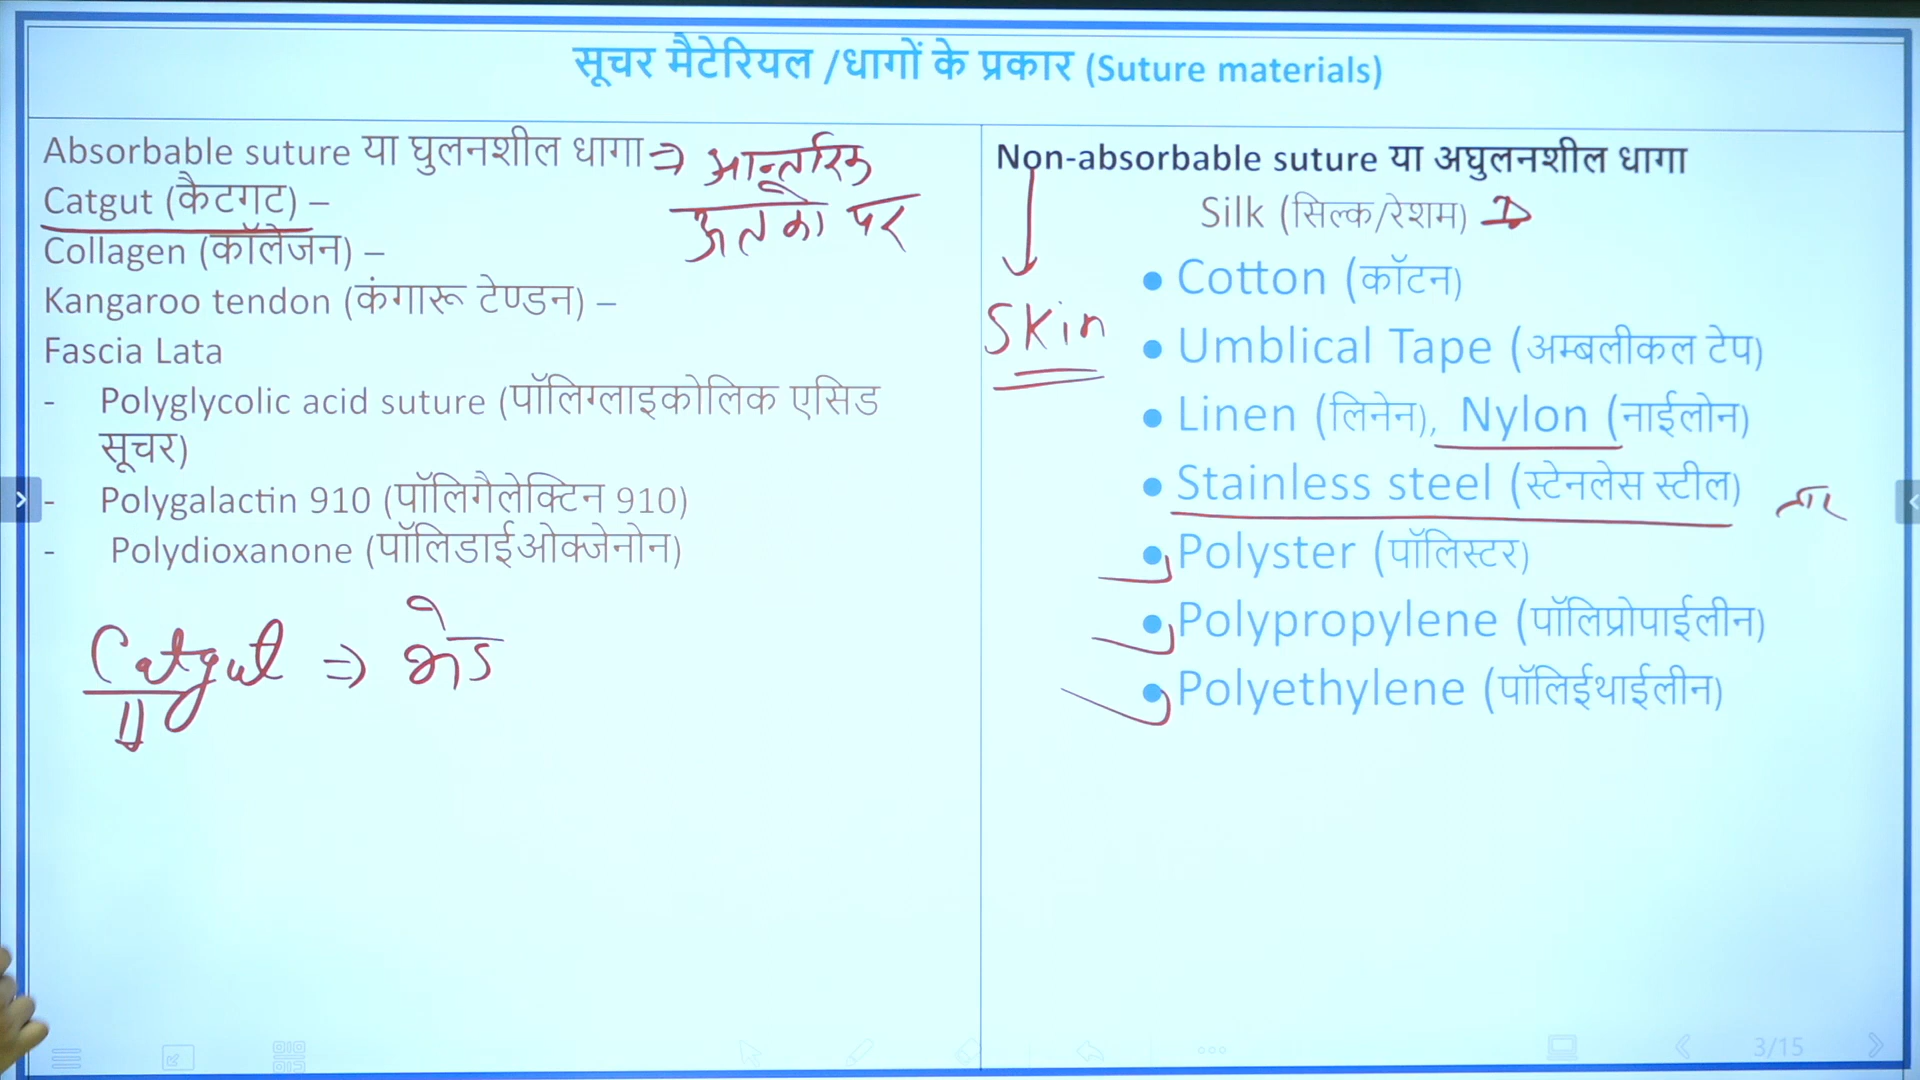 सूचर मैटेरियल /धागों के प्रकार (Suture materials)
Absorbable suture या घुलनशील धागा ⇒ आन्तरिक
ऊतको पर
Catgut (कैटगट) –
Collagen (कॉलेजन) –
Kangaroo tendon (कंगारू टेण्डन) –
Fascia Lata
- Polyglycolic acid suture (पॉलिग्लाइकोलिक एसिड
सूचर)
- Polygalactin 910 (पॉलिगैलेक्टिन 910)
- Polydioxanone (पॉलिडाईओक्जेनोन)
Catgut ⇒ भेड
Non-absorbable suture या अघुलनशील धागा
Silk (सिल्क/रेशम)
Skin
• Cotton (कॉटन)
• Umblical Tape (अम्बलीकल टेप)
• Linen (लिनेन), Nylon (नाईलोन)
• Stainless steel (स्टेनलेस स्टील) तार
• Polyster (पॉलिस्टर)
• Polypropylene (पॉलिप्रोपाईलीन)
• Polyethylene (पॉलिईथाईलीन)
3/15